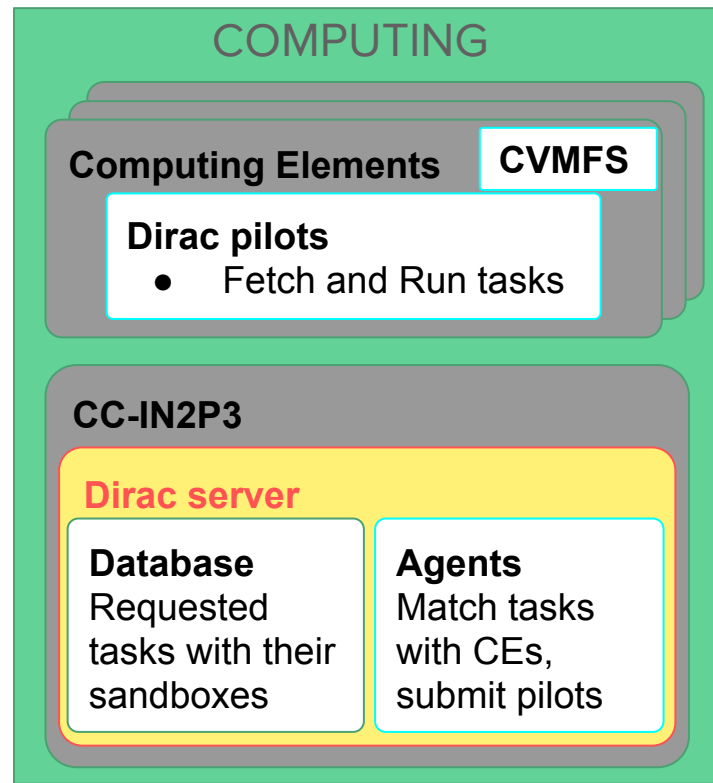 COMPUTING
Computing Elements
CVMFS
Dirac pilots
● Fetch and Run tasks
CC-IN2P3
Dirac server
Database
Requested
tasks with their
sandboxes
Agents
Match tasks
with CEs,
submit pilots